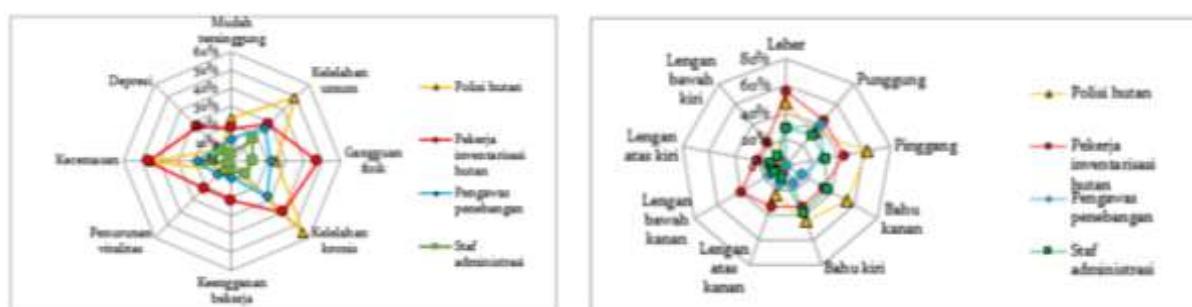 Mudah
tersinggung
60%
50%
40%
30%
Kelelahan
umum
Gangguan
fisik
Kelelahan
kronis
Keengganan
bekerja
Penurunan
vitalitas
Kecemasan
Depresi
Polisi hutan
Pekerja
inventarisasi
hutan
Pengawas
penebangan
Staf
administrasi
Leher
80%
60%
40%
20%
Punggung
Pinggang
Bahu
kanan
Bahu kiri
Lengan
atas
kanan
Lengan
bawah
kanan
Lengan
atas kiri
Lengan
bawah
kiri
Polisi hutan
Pekerja
inventarisasi
hutan
Pengawas
penebangan
Staf
administrasi